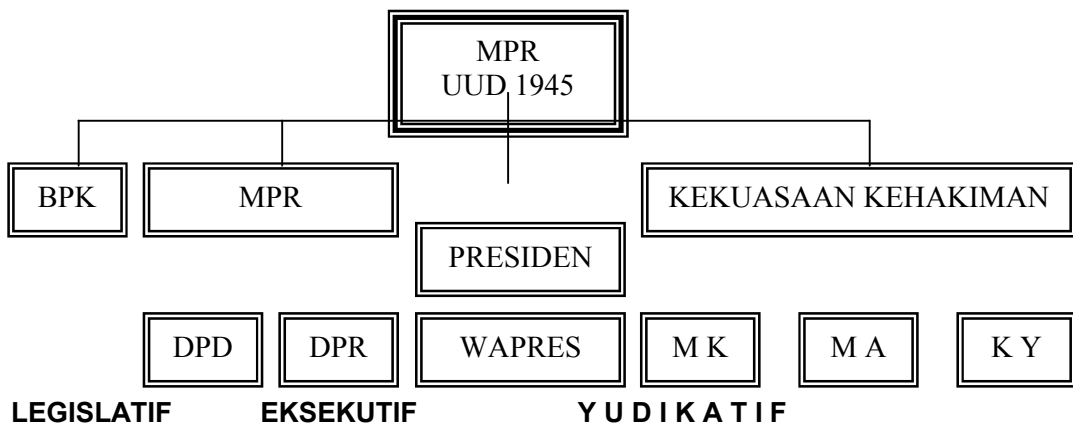 MPR
UUD 1945
BPK
MPR
KEKUASAAN KEHAKIMAN
PRESIDEN
DPD
DPR
WAPRES
M K
M A
K Y
LEGISLATIF EKSEKUTIF Y U D I K A T I F